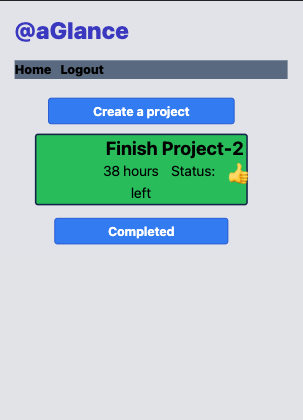 @aGlance
Home Logout
Create a project
Finish Project-2
38 hours Status: 👍
left
Completed